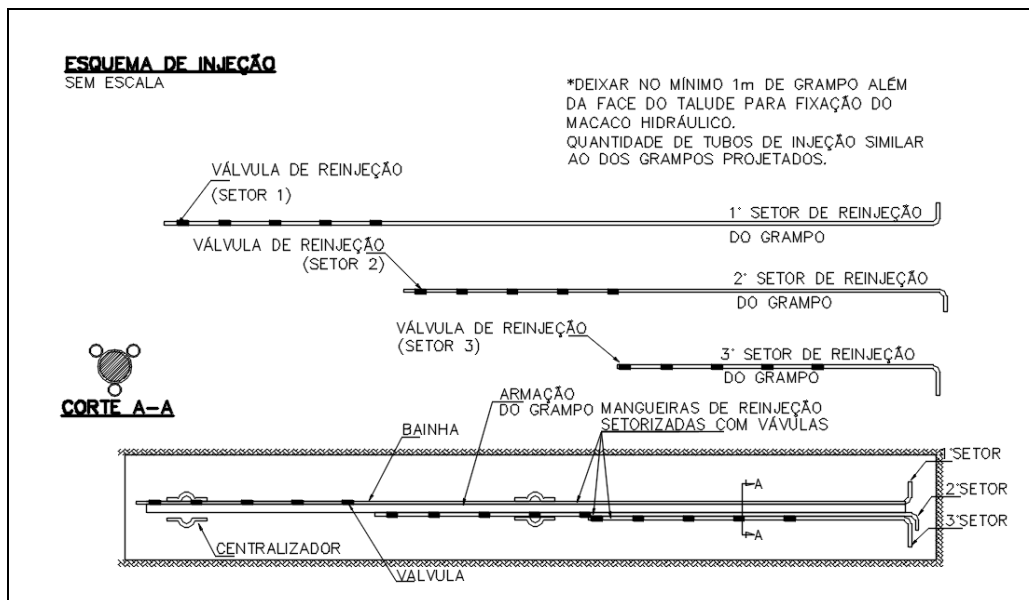 ESQUEMA DE INJEÇÃO
SEM ESCALA
*DEIXAR NO MÍNIMO 1m DE GRAMPO ALÉM
DA FACE DO TALUDE PARA FIXAÇÃO DO
MACACO HIDRÁULICO.
QUANTIDADE DE TUBOS DE INJEÇÃO SIMILAR
AO DOS GRAMPOS PROJETADOS.
VÁLVULA DE REINJEÇÃO
(SETOR 1)
1° SETOR DE REINJEÇÃO
DO GRAMPO
VÁLVULA DE REINJEÇÃO
(SETOR 2)
2° SETOR DE REINJEÇÃO
DO GRAMPO
VÁLVULA DE REINJEÇÃO
(SETOR 3)
3° SETOR DE REINJEÇÃO
DO GRAMPO
CORTE A-A
ARMAÇÃO
DO GRAMPO
MANGUEIRAS DE REINJEÇÃO
SETORIZADAS COM VÁVULAS
BAINHA
1°SETOR
A
2°SETOR
3°SETOR
A
CENTRALIZADOR
VALVULA